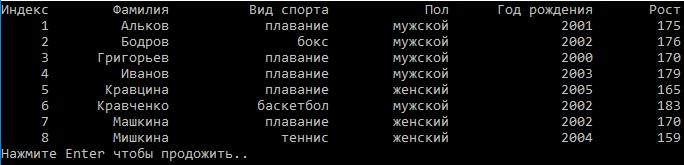 Индекс Фамилия Вид спорта Пол Год рождения Рост
1 Альков плавание мужской 2001 175
2 Бодров бокс мужской 2002 176
3 Григорьев плавание мужской 2000 170
4 Иванов плавание мужской 2003 179
5 Кравцина плавание женский 2005 165
6 Кравченко баскетбол мужской 2002 183
7 Машкина плавание женский 2002 170
8 Мишкина теннис женский 2004 159
Нажмите Enter чтобы продожить..